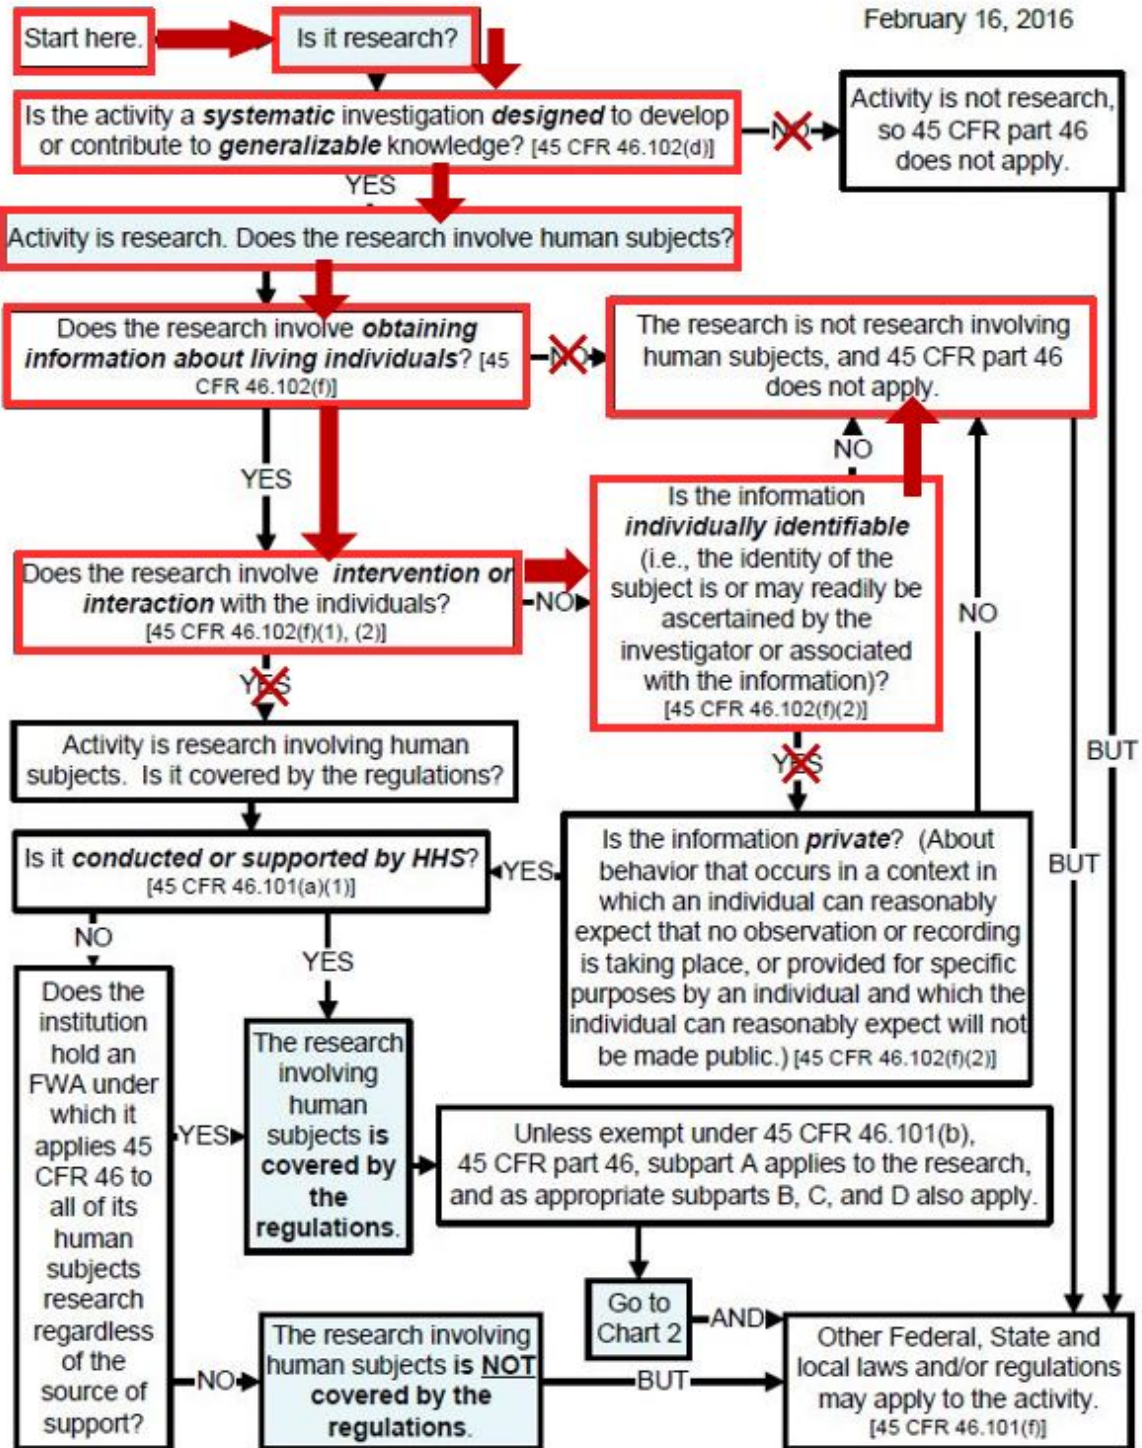 February 16, 2016
Start here.
Is it research?
Is the activity a systematic investigation designed to develop
or contribute to generalizable knowledge? [45 CFR 46.102(d)]
NO
Activity is not research,
so 45 CFR part 46
does not apply.
YES
Activity is research. Does the research involve human subjects?
Does the research involve obtaining
information about living individuals? [45
CFR 46.102(f)]
NO
The research is not research involving
human subjects, and 45 CFR part 46
does not apply.
YES
NO
Does the research involve intervention or
interaction with the individuals?
[45 CFR 46.102(f)(1), (2)]
NO
Is the information
individually identifiable
(i.e., the identity of the
subject is or may readily be
ascertained by the
investigator or associated
with the information)?
[45 CFR 46.102(f)(2)]
NO
YES
YES
BUT
Activity is research involving human
subjects. Is it covered by the regulations?
Is it conducted or supported by HHS?
[45 CFR 46.101(a)(1)]
YES
Is the information private? (About
behavior that occurs in a context in
which an individual can reasonably
expect that no observation or recording
is taking place, or provided for specific
purposes by an individual and which the
individual can reasonably expect will not
be made public.) [45 CFR 46.102(f)(2)]
BUT
NO
YES
Does the
institution
hold an
FWA under
which it
applies 45
CFR 46 to
all of its
human
subjects
research
regardless
of the
source of
support?
YES
The research
involving
human
subjects is
covered by
the
regulations.
Unless exempt under 45 CFR 46.101(b),
45 CFR part 46, subpart A applies to the research,
and as appropriate subparts B, C, and D also apply.
Go to
Chart 2
AND
NO
The research involving
human subjects is NOT
covered by the
regulations.
BUT
Other Federal, State and
local laws and/or regulations
may apply to the activity.
[45 CFR 46.101(f)]